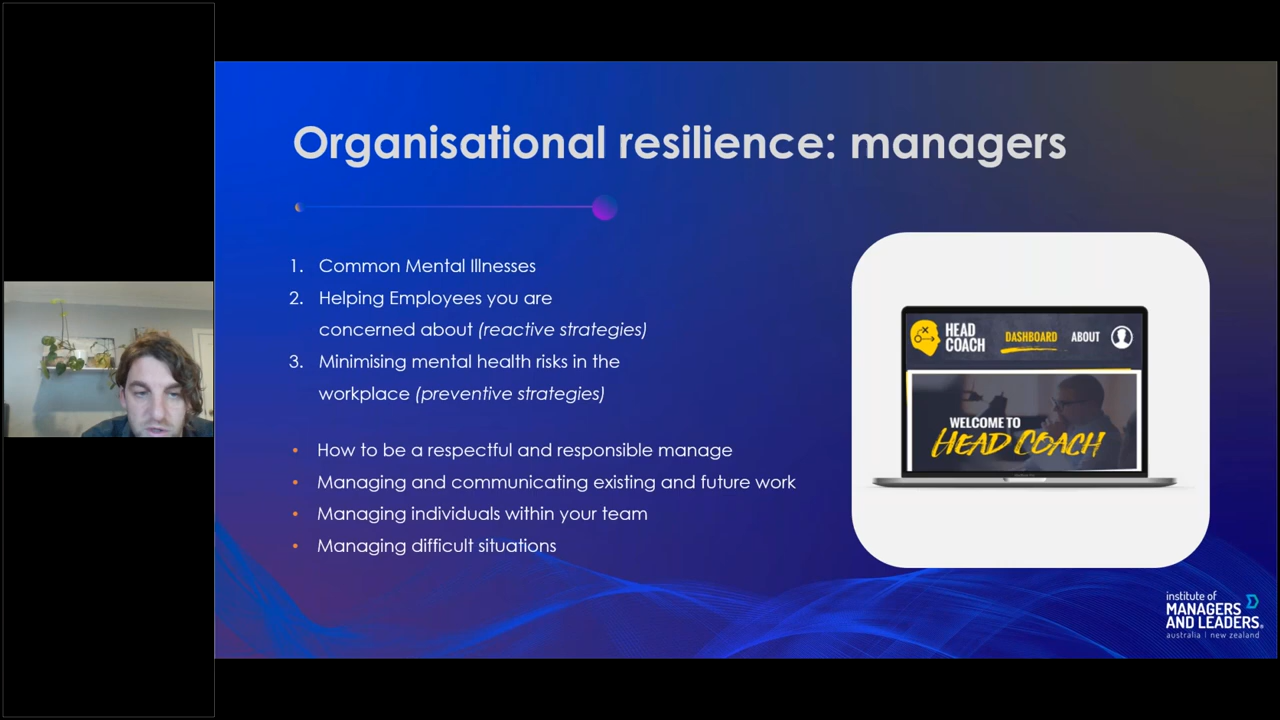 Organisational resilience: managers
1. Common Mental Illnesses
2. Helping Employees you are
concerned about (reactive strategies)
3. Minimising mental health risks in the
workplace (preventive strategies)
• How to be a respectful and responsible manage
• Managing and communicating existing and future work
• Managing individuals within your team
• Managing difficult situations
HEAD
COACH
DASHBOARD
ABOUT
WELCOME TO
HEAD COACH
institute of
MANAGERS
AND LEADERS®
australia | new zealand